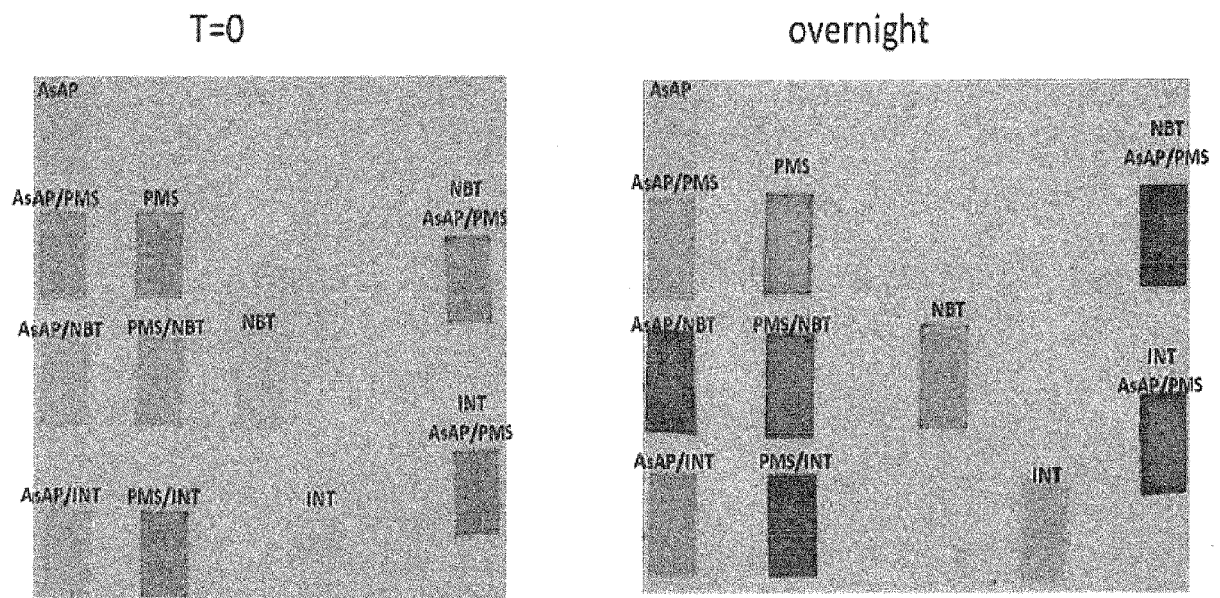 T=0
AsAP
AsAP/PMS PMS
NBT
AsAP/PMS
AsAP/NBT PMS/NBT NBT
INT
AsAP/PMS
AsAP/INT PMS/INT INT
overnight
AsAP
NBT
AsAP/PMS
AsAP/PMS PMS
AsAP/NBT PMS/NBT NBT
INT
AsAP/PMS
AsAP/INT PMS/INT INT